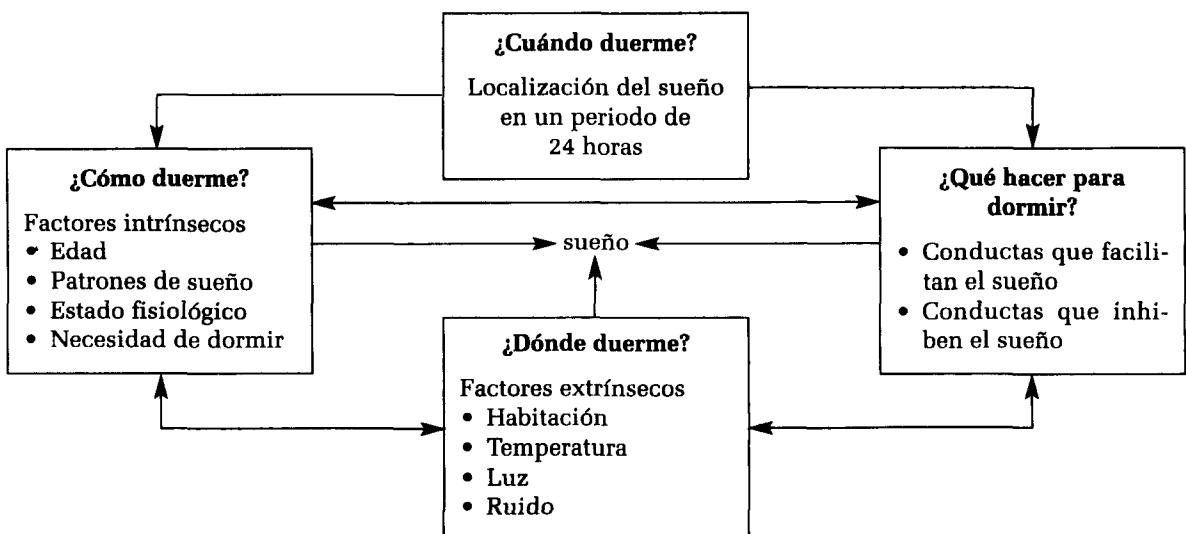 ¿Cuándo duerme?
Localización del sueño
en un periodo de
24 horas
¿Cómo duerme?
Factores intrínsecos
• Edad
• Patrones de sueño
• Estado fisiológico
• Necesidad de dormir
¿Qué hacer para
dormir?
• Conductas que facili-
tan el sueño
• Conductas que inhi-
ben el sueño
sueño
¿Dónde duerme?
Factores extrínsecos
• Habitación
• Temperatura
• Luz
• Ruido